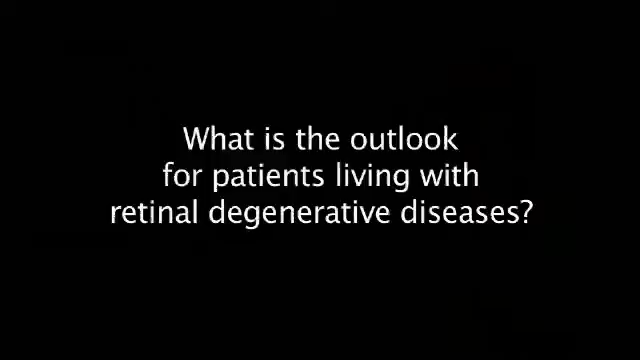 What is the outlook
for patients living with
retinal degenerative diseases?